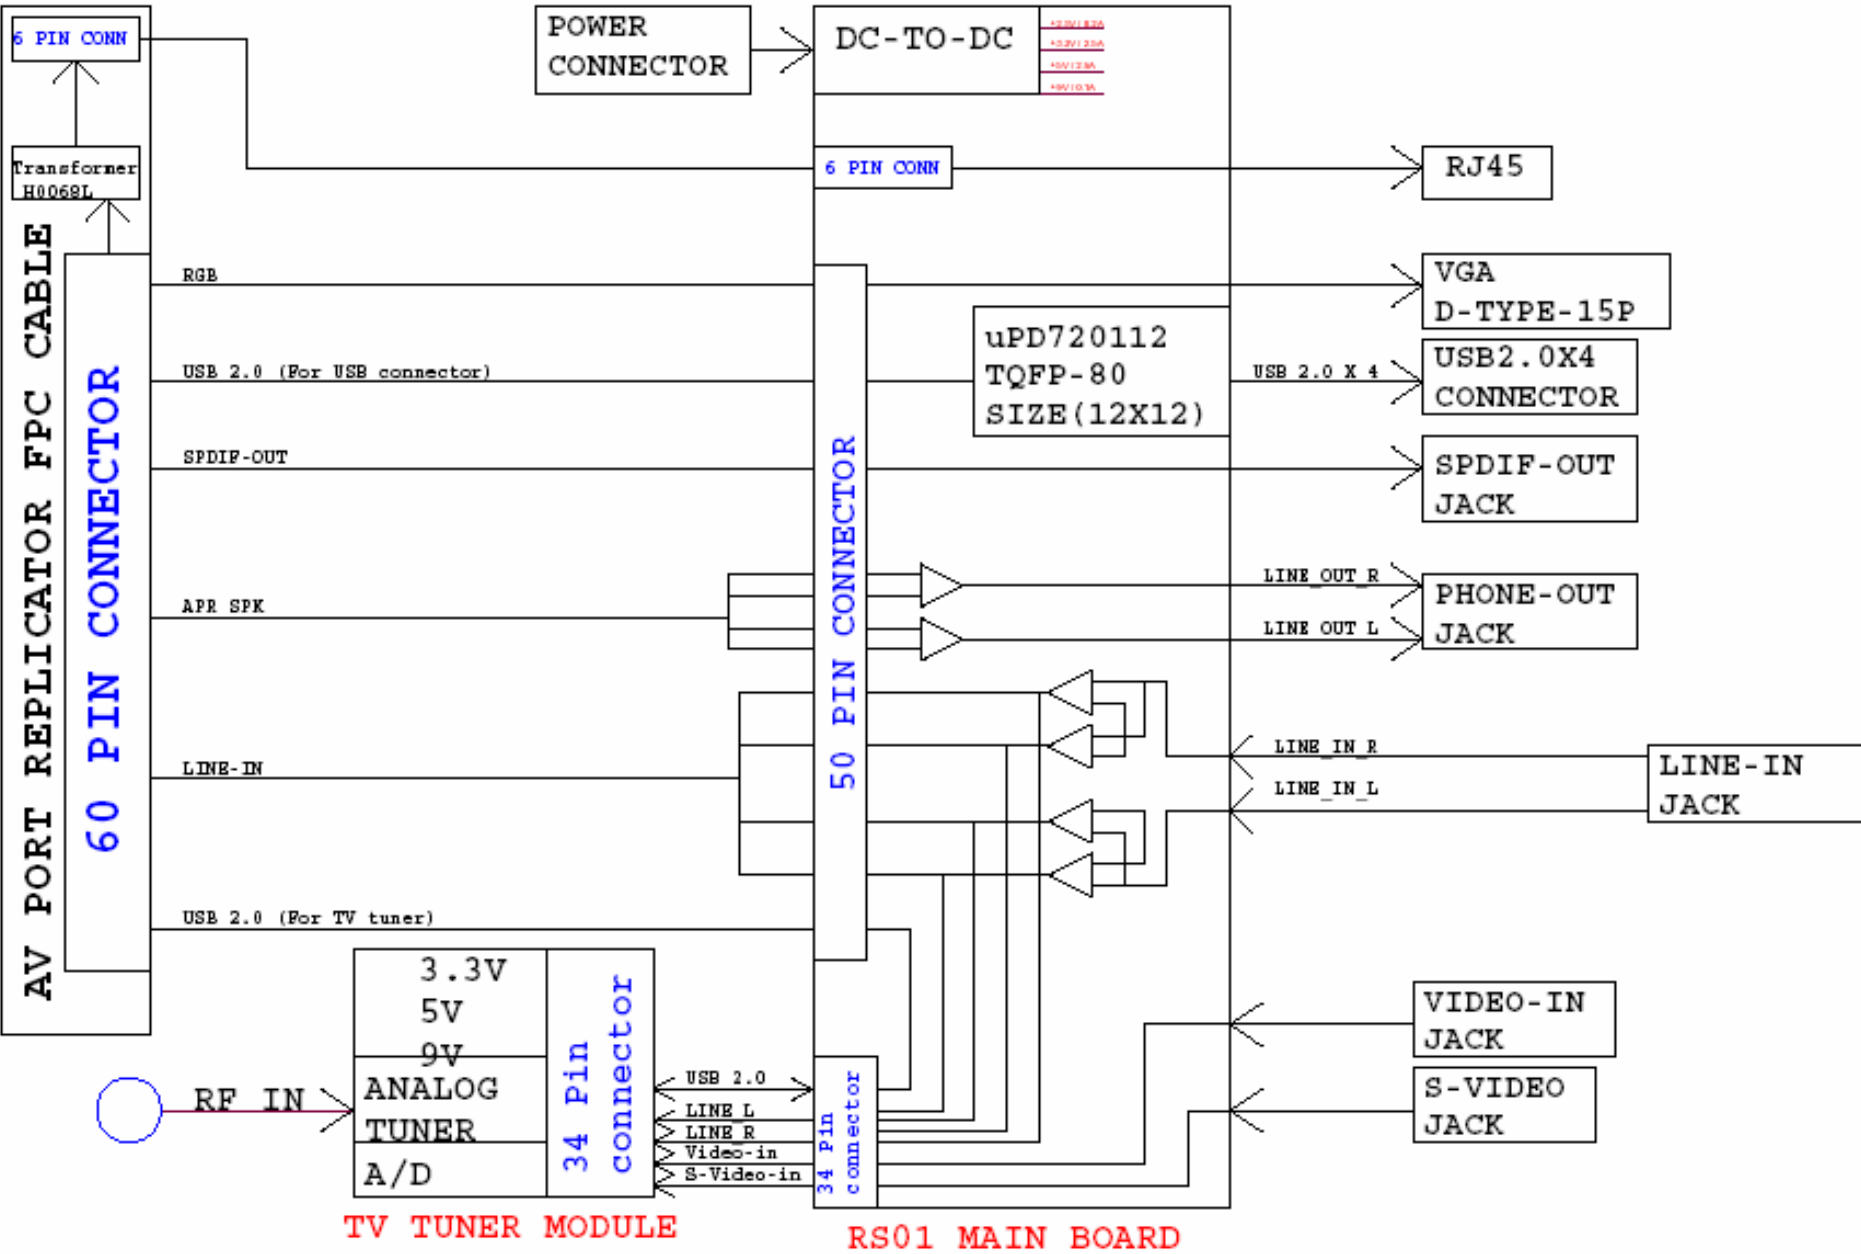 6 PIN CONN
Transformer
H0068L
AV PORT REPLICATOR FPC CABLE
60 PIN CONNECTOR
POWER
CONNECTOR
DC-TO-DC
6 PIN CONN
RJ45
RGB
VGA
D-TYPE-15P
uPD720112
TQFP-80
SIZE(12X12)
USB 2.0 (For USB connector)
USB 2.0 X 4
USB2.0X4
CONNECTOR
SPDIF-OUT
SPDIF-OUT
JACK
50 PIN CONNECTOR
APR SPK
LINE_OUT_R
LINE OUT L
PHONE-OUT
JACK
LINE-IN
LINE_IN_R
LINE_IN_L
LINE-IN
JACK
USB 2.0 (For TV tuner)
3.3V
5V
9V
ANALOG
TUNER
A/D
34 Pin
connector
RF IN
USB 2.0
LINE_L
LINE_R
Video-in
S-Video-in
34 Pin
connector
VIDEO-IN
JACK
S-VIDEO
JACK
TV TUNER MODULE
RS01 MAIN BOARD